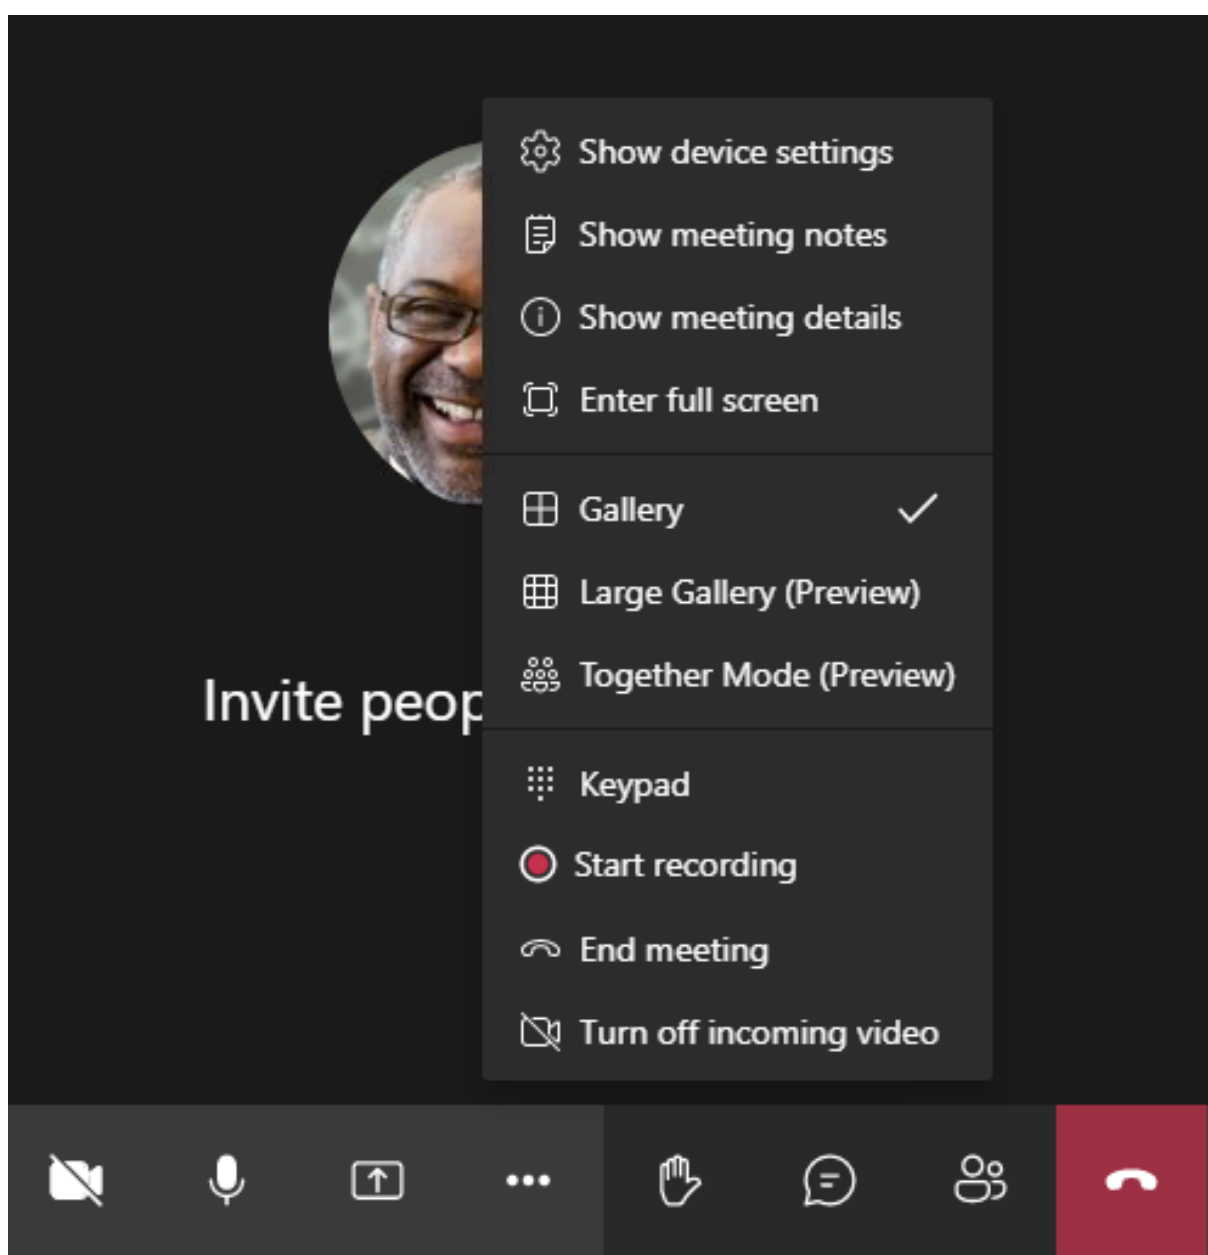 Show device settings
Show meeting notes
Show meeting details
Enter full screen
Gallery
Large Gallery (Preview)
Together Mode (Preview)
Invite
Keypad
Start recording
End meeting
Turn off incoming video